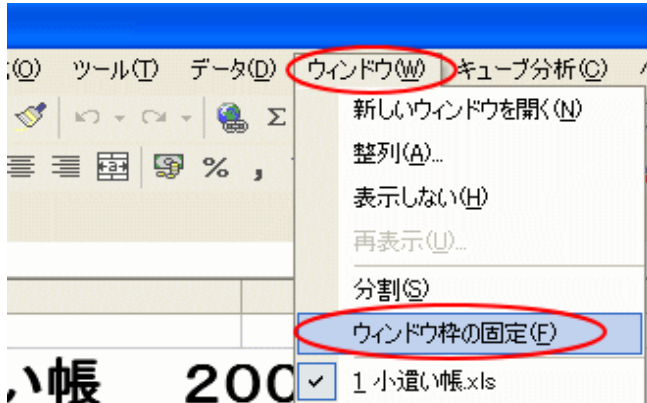 (O) ツール(T) データ(D) ウィンドウ(W) キューブ分析(C)
新しいウィンドウを開く(N)
Σ
整列(A)...
% ,
表示しない(H)
再表示(U)...
分割(S)
ウィンドウ枠の固定(F)
い帳 200
✓ 1 小遣い帳.xls